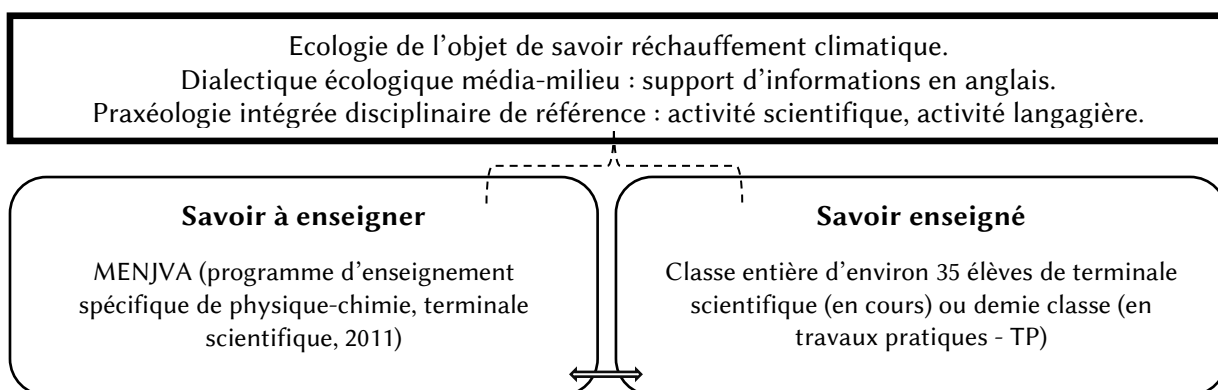 Ecologie de l’objet de savoir réchauffement climatique.
Dialectique écologique média-milieu : support d’informations en anglais.
Praxéologie intégrée disciplinaire de référence : activité scientifique, activité langagière.
Savoir à enseigner
MENJVA (programme d’enseignement
spécifique de physique-chimie, terminale
scientifique, 2011)
Savoir enseigné
Classe entière d’environ 35 élèves de terminale
scientifique (en cours) ou demie classe (en
travaux pratiques - TP)